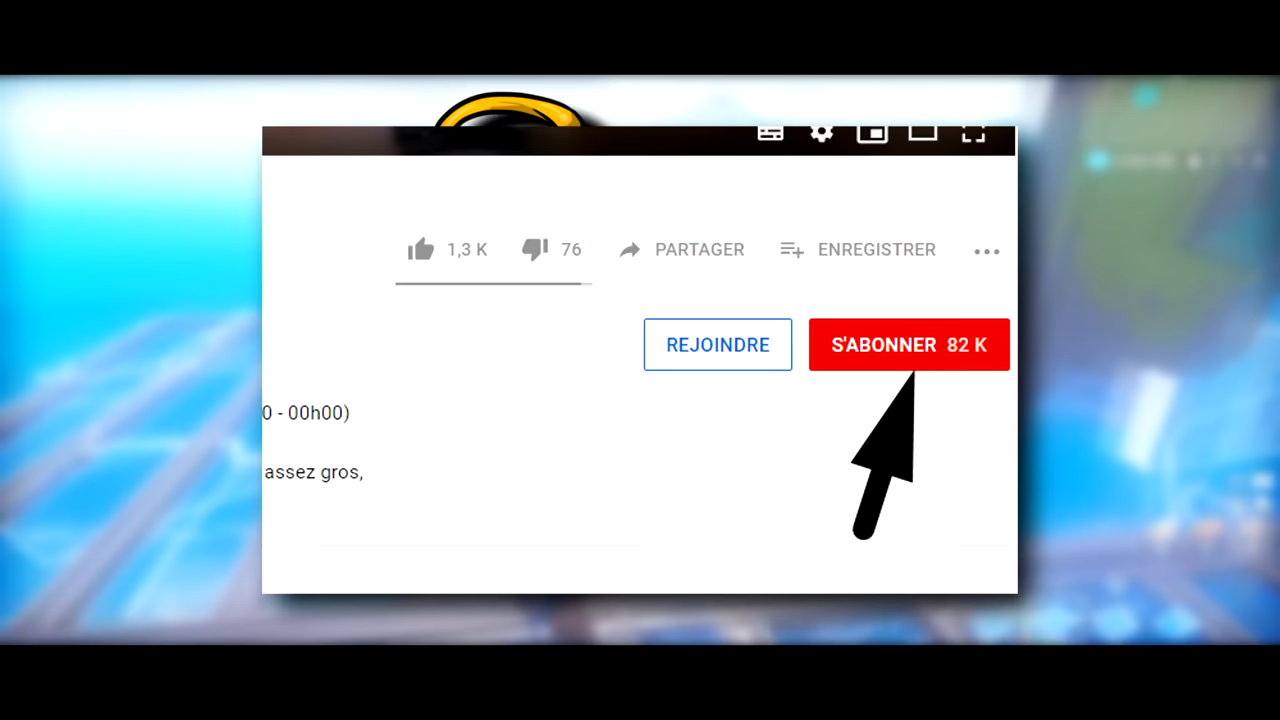 1,3 K 76 PARTAGER ENREGISTRER
REJOINDRE S'ABONNER 82 K
0 - 00h00)
assez gros,